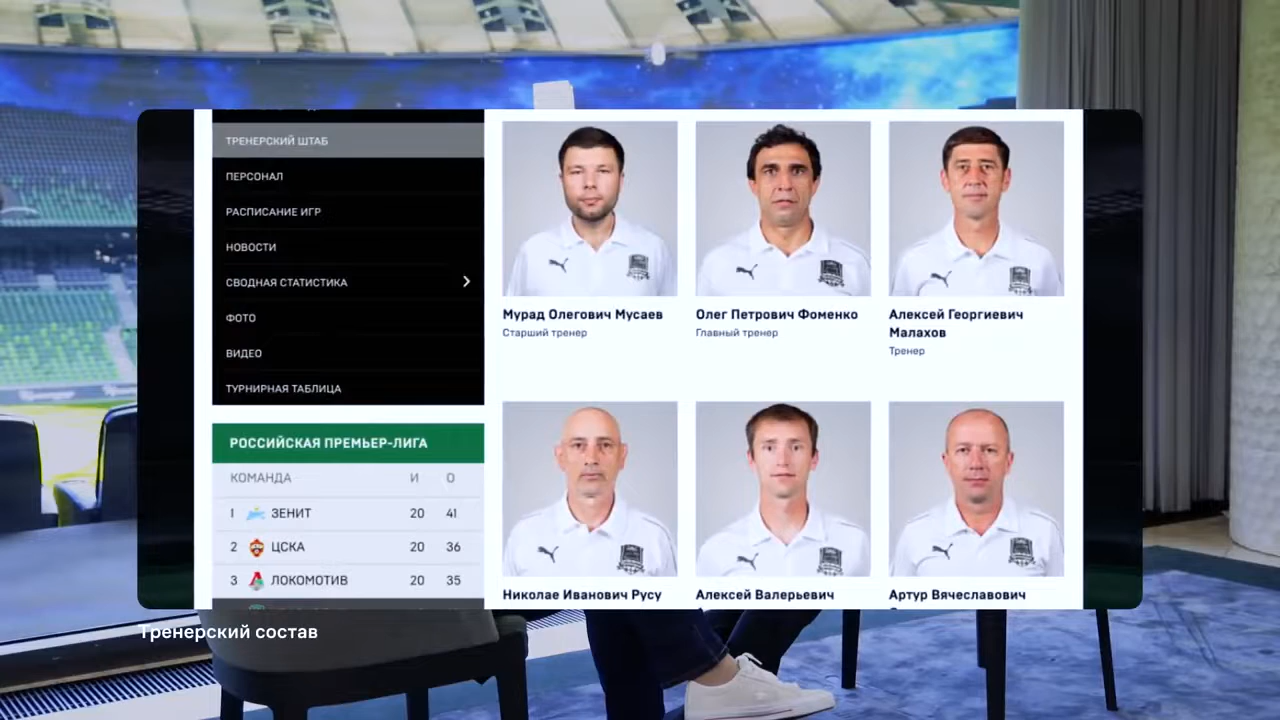 ТРЕНЕРСКИЙ ШТАБ
ПЕРСОНАЛ
РАСПИСАНИЕ ИГР
НОВОСТИ
СВОДНАЯ СТАТИСТИКА
ФОТО
ВИДЕО
ТУРНИРНАЯ ТАБЛИЦА
РОССИЙСКАЯ ПРЕМЬЕР-ЛИГА
КОМАНДА И О
1 ЗЕНИТ 20 41
2 ЦСКА 20 36
3 ЛОКОМОТИВ 20 35
Мурад Олегович Мусаев
Старший тренер
Олег Петрович Фоменко
Главный тренер
Алексей Георгиевич
Малахов
Тренер
Николае Иванович Русу
Алексей Валерьевич
Артур Вячеславович
Тренерский состав